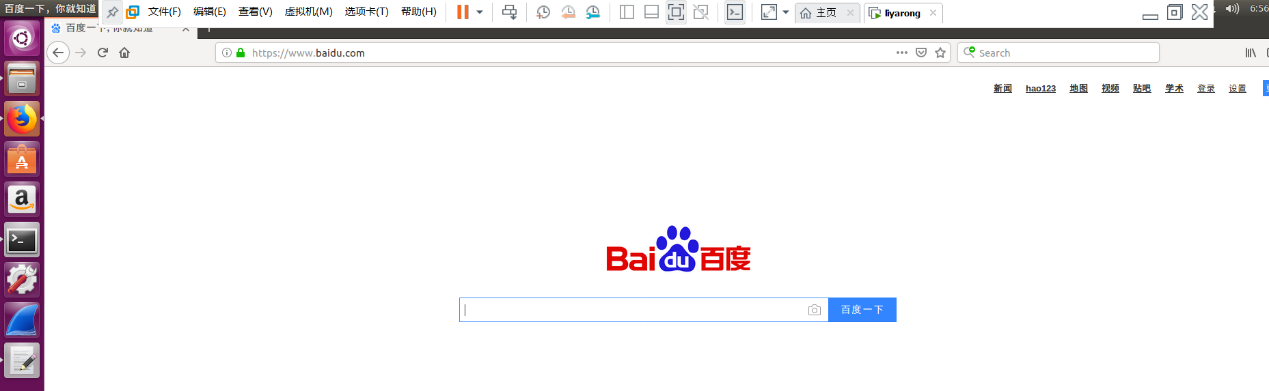 百度一下，你就知道
文件(F) 编辑(E) 查看(V) 虚拟机(M) 选项卡(T) 帮助(H) 主页 liyarong
6:56
百度一下，你就知道
https://www.baidu.com Search
新闻 hao123 地图 视频 贴吧 学术 登录 设置
Bai du 百度
百度一下